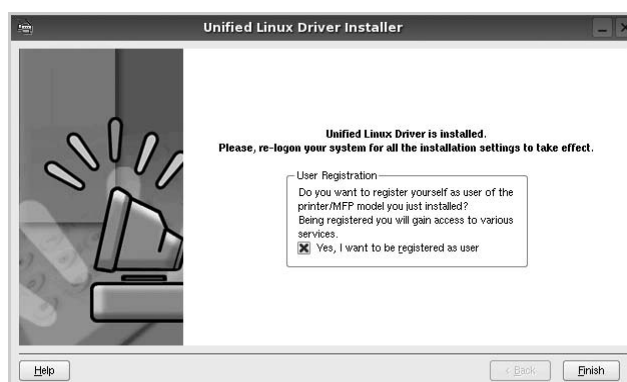 Unified Linux Driver Installer
Unified Linux Driver is installed.
Please, re-logon your system for all the installation settings to take effect.
User Registration
Do you want to register yourself as user of the
printer/MFP model you just installed?
Being registered you will gain access to various
services.
Yes, I want to be registered as user
Help
< Back
Finish